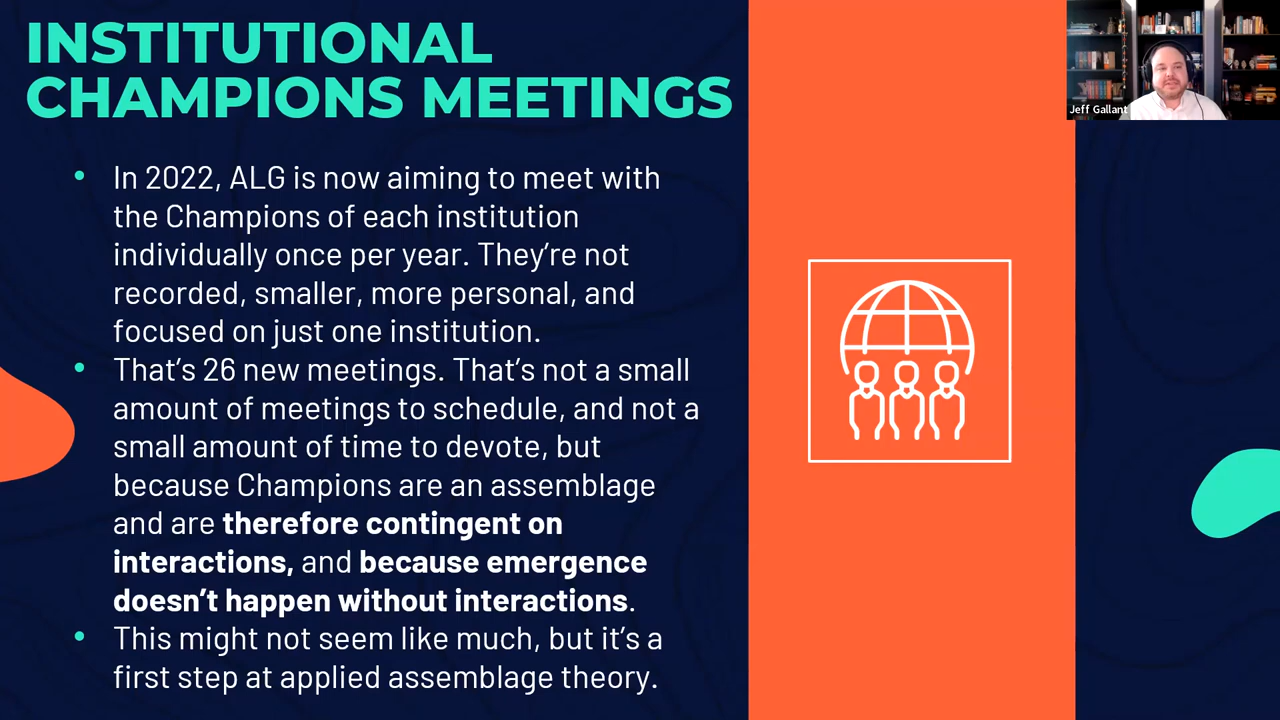 INSTITUTIONAL
CHAMPIONS MEETINGS
Jeff Gallant
• In 2022, ALG is now aiming to meet with
the Champions of each institution
individually once per year. They’re not
recorded, smaller, more personal, and
focused on just one institution.
• That’s 26 new meetings. That’s not a small
amount of meetings to schedule, and not a
small amount of time to devote, but
because Champions are an assemblage
and are therefore contingent on
interactions, and because emergence
doesn’t happen without interactions.
• This might not seem like much, but it’s a
first step at applied assemblage theory.